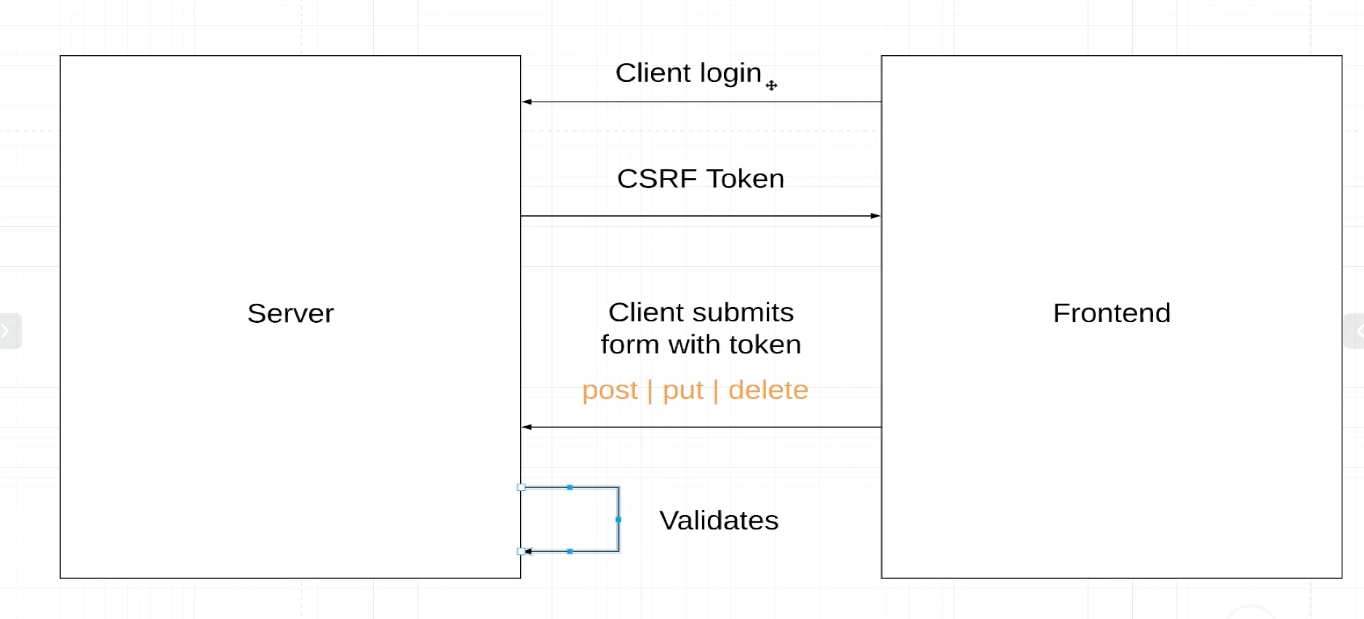 Client login
CSRF Token
Server
Client submits
form with token
Frontend
post | put | delete
Validates